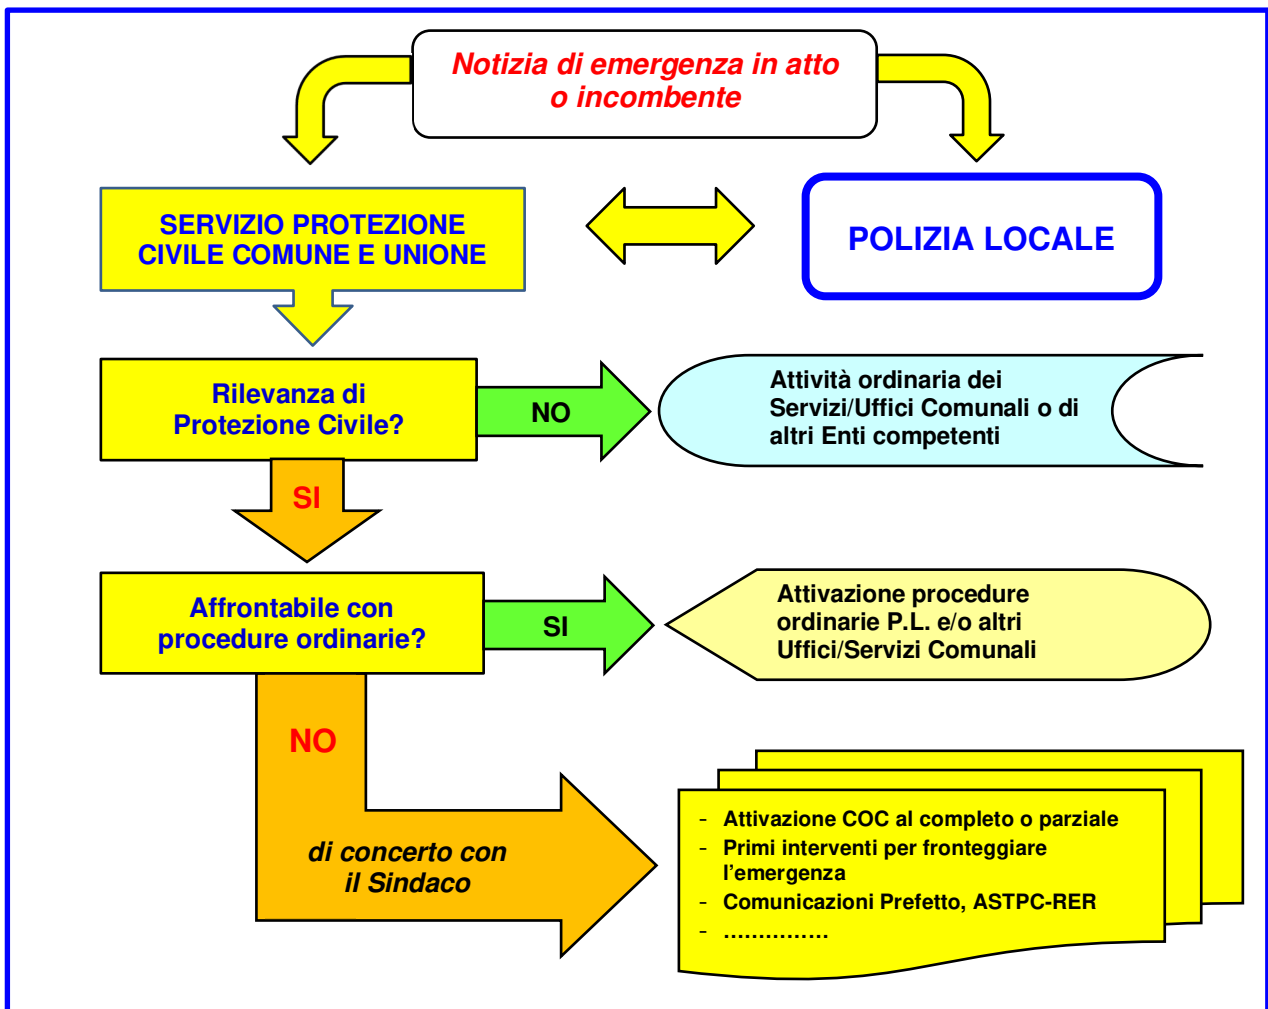 Notizia di emergenza in atto
o incombente
SERVIZIO PROTEZIONE
CIVILE COMUNE E UNIONE
POLIZIA LOCALE
Rilevanza di
Protezione Civile?
NO
Attività ordinaria dei
Servizi/Uffici Comunali o di
altri Enti competenti
SI
Affrontabile con
procedure ordinarie?
SI
Attivazione procedure
ordinarie P.L. e/o altri
Uffici/Servizi Comunali
NO
di concerto con
il Sindaco
- Attivazione COC al completo o parziale
- Primi interventi per fronteggiare
l'emergenza
- Comunicazioni Prefetto, ASTPC-RER
- ……………